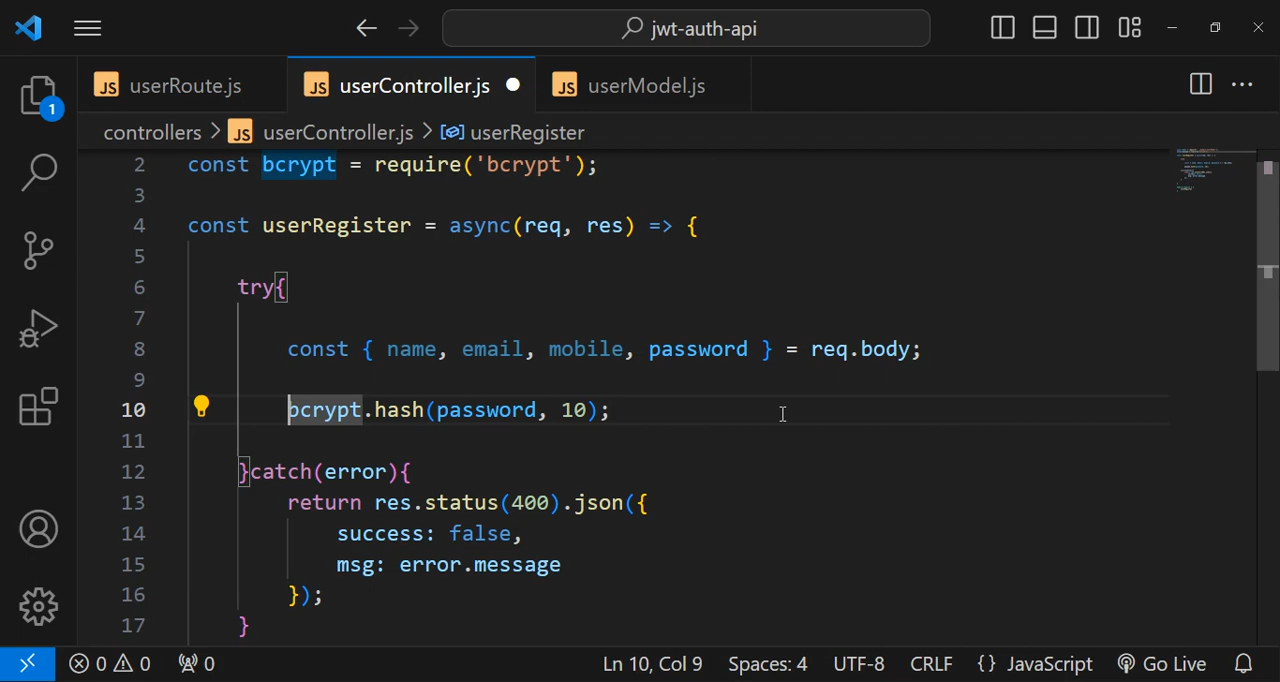 jwt-auth-api
JS userRoute.js
JS userController.js
JS userModel.js
1
controllers > JS userController.js > userRegister
2 const bcrypt = require('bcrypt');
3
4 const userRegister = async(req, res) => {
5
6 try{
7
8 const { name, email, mobile, password } = req.body;
9
10 bcrypt.hash(password, 10);
11
12 }catch(error){
13 return res.status(400).json({
14 success: false,
15 msg: error.message
16 });
17 }
0 0 0 Ln 10, Col 9 Spaces: 4 UTF-8 CRLF {} JavaScript Go Live